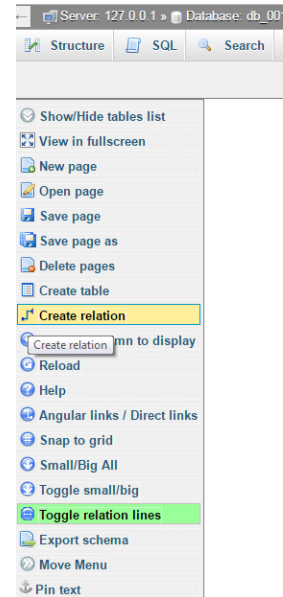 Server: 127.0.0.1 » Database: db_001
Structure SQL Search
Show/Hide tables list
View in fullscreen
New page
Open page
Save page
Save page as
Delete pages
Create table
Create relation
Create relation mn to display
Reload
Help
Angular links / Direct links
Snap to grid
Small/Big All
Toggle small/big
Toggle relation lines
Export schema
Move Menu
Pin text